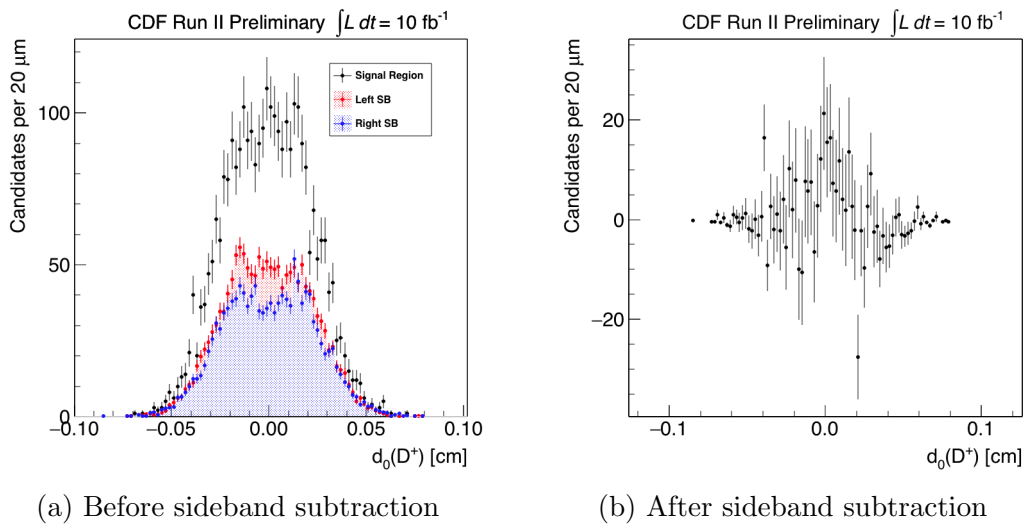 CDF Run II Preliminary ∫L dt = 10 fb⁻¹
Candidates per 20 μm
Signal Region
Left SB
Right SB
100
50
0
−0.10 −0.05 0.00 0.05 0.10
d₀(D⁺) [cm]
(a) Before sideband subtraction
CDF Run II Preliminary ∫L dt = 10 fb⁻¹
Candidates per 20 μm
20
0
−20
−0.1 0.0 0.1
d₀(D⁺) [cm]
(b) After sideband subtraction